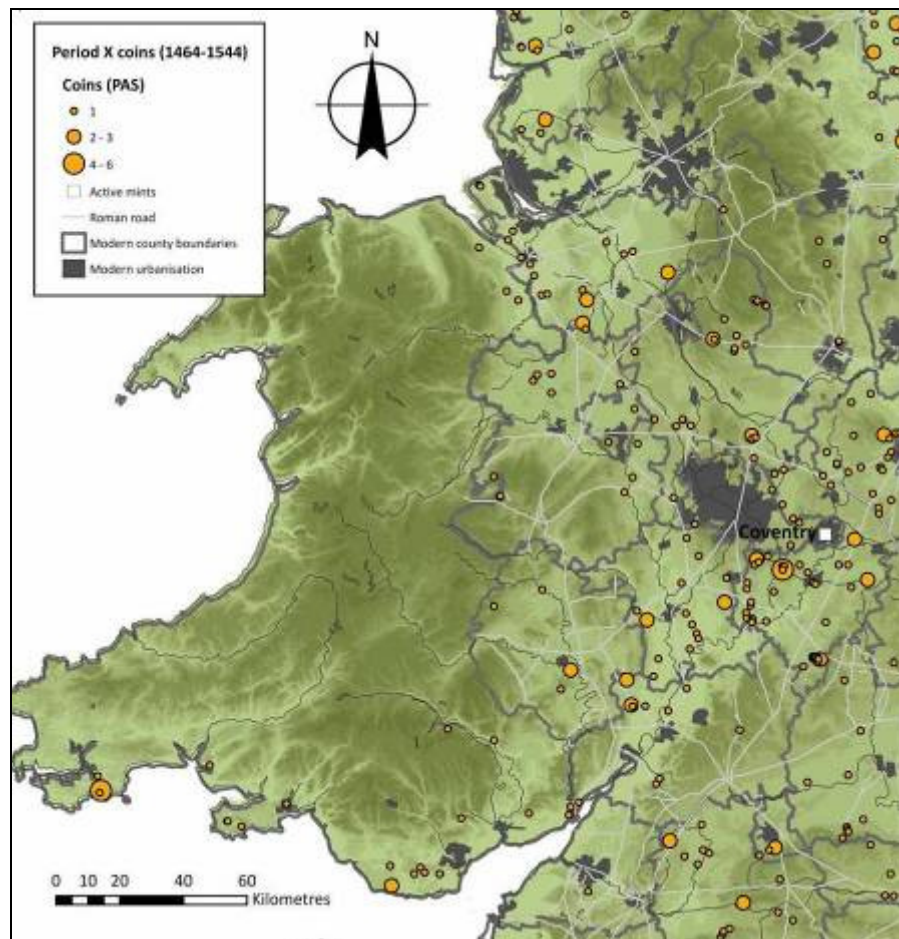 Period X coins (1464-1544)
Coins (PAS)
1
2 - 3
4 - 6
Active mints
Roman road
Modern county boundaries
Modern urbanisation
N
Coventry
0 10 20 40 60
Kilometres